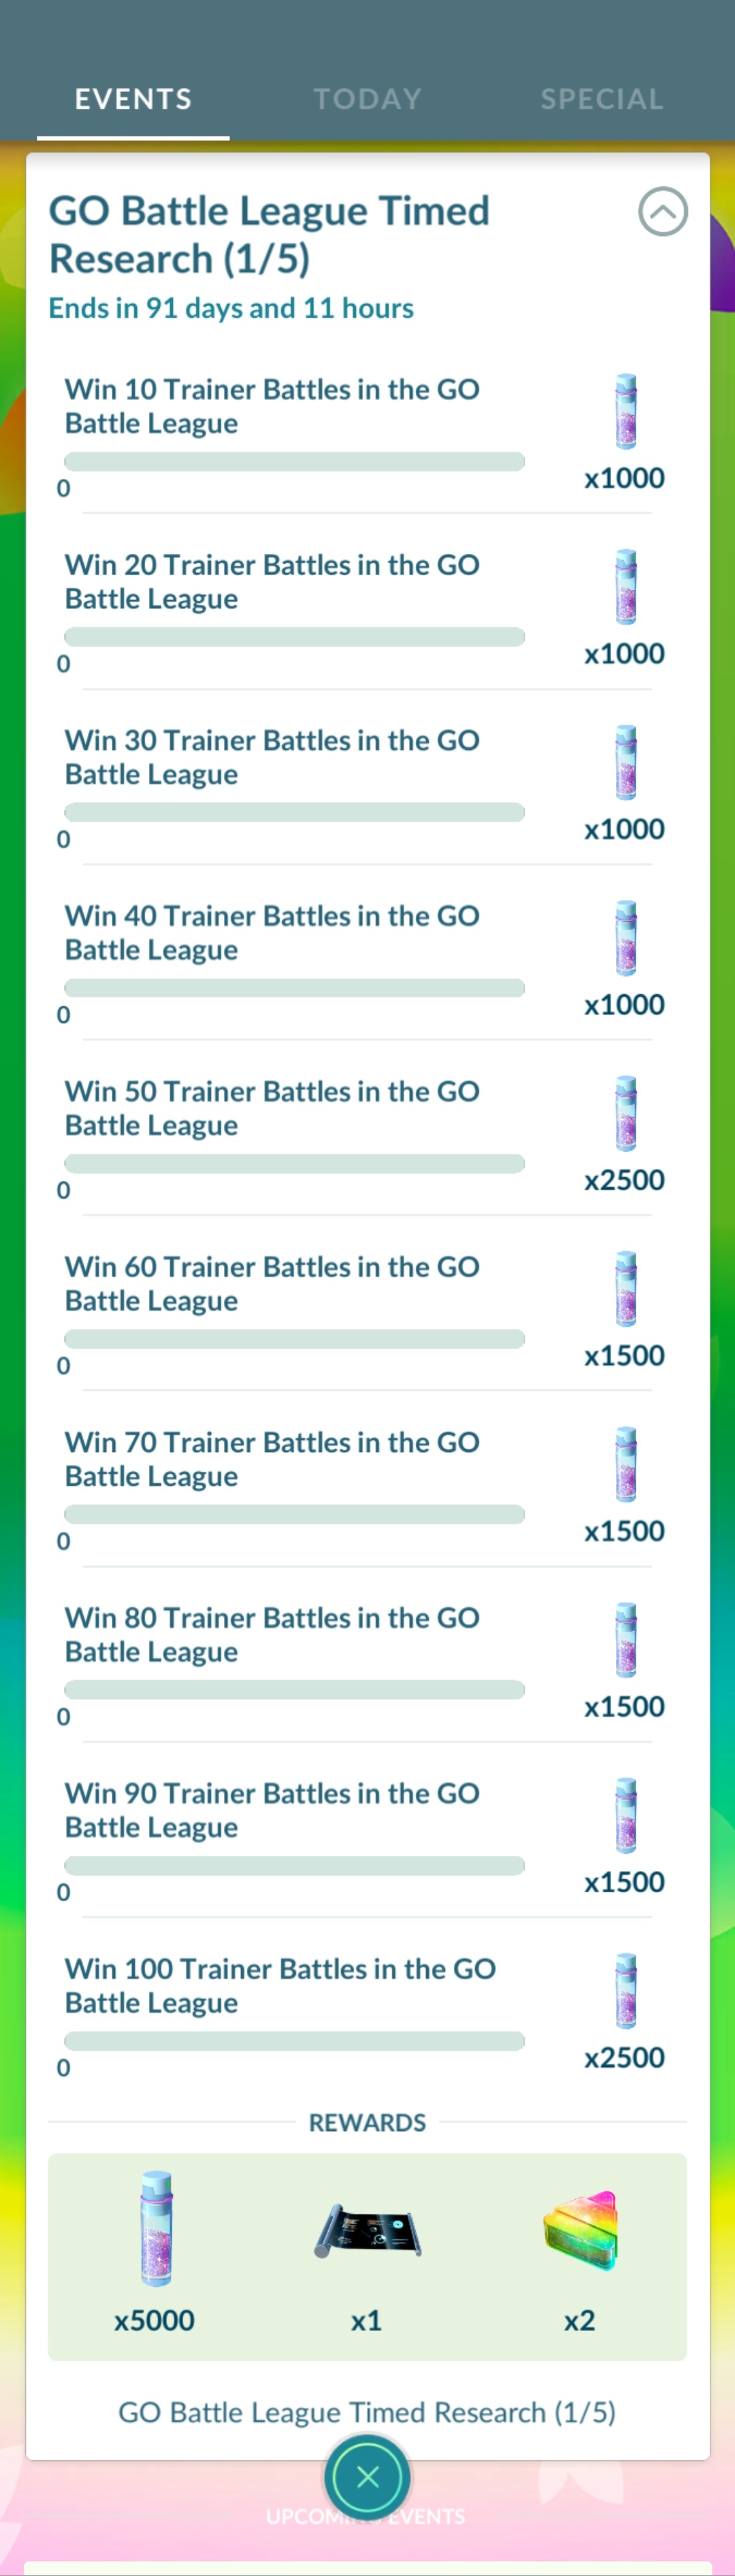 EVENTS
TODAY
SPECIAL
GO Battle League Timed
Research (1/5)
Ends in 91 days and 11 hours
Win 10 Trainer Battles in the GO
Battle League
x1000
0
Win 20 Trainer Battles in the GO
Battle League
x1000
0
Win 30 Trainer Battles in the GO
Battle League
x1000
0
Win 40 Trainer Battles in the GO
Battle League
x1000
0
Win 50 Trainer Battles in the GO
Battle League
x2500
0
Win 60 Trainer Battles in the GO
Battle League
x1500
0
Win 70 Trainer Battles in the GO
Battle League
x1500
0
Win 80 Trainer Battles in the GO
Battle League
x1500
0
Win 90 Trainer Battles in the GO
Battle League
x1500
0
Win 100 Trainer Battles in the GO
Battle League
x2500
0
REWARDS
x5000
x1
x2
GO Battle League Timed Research (1/5)
UPCOMING EVENTS